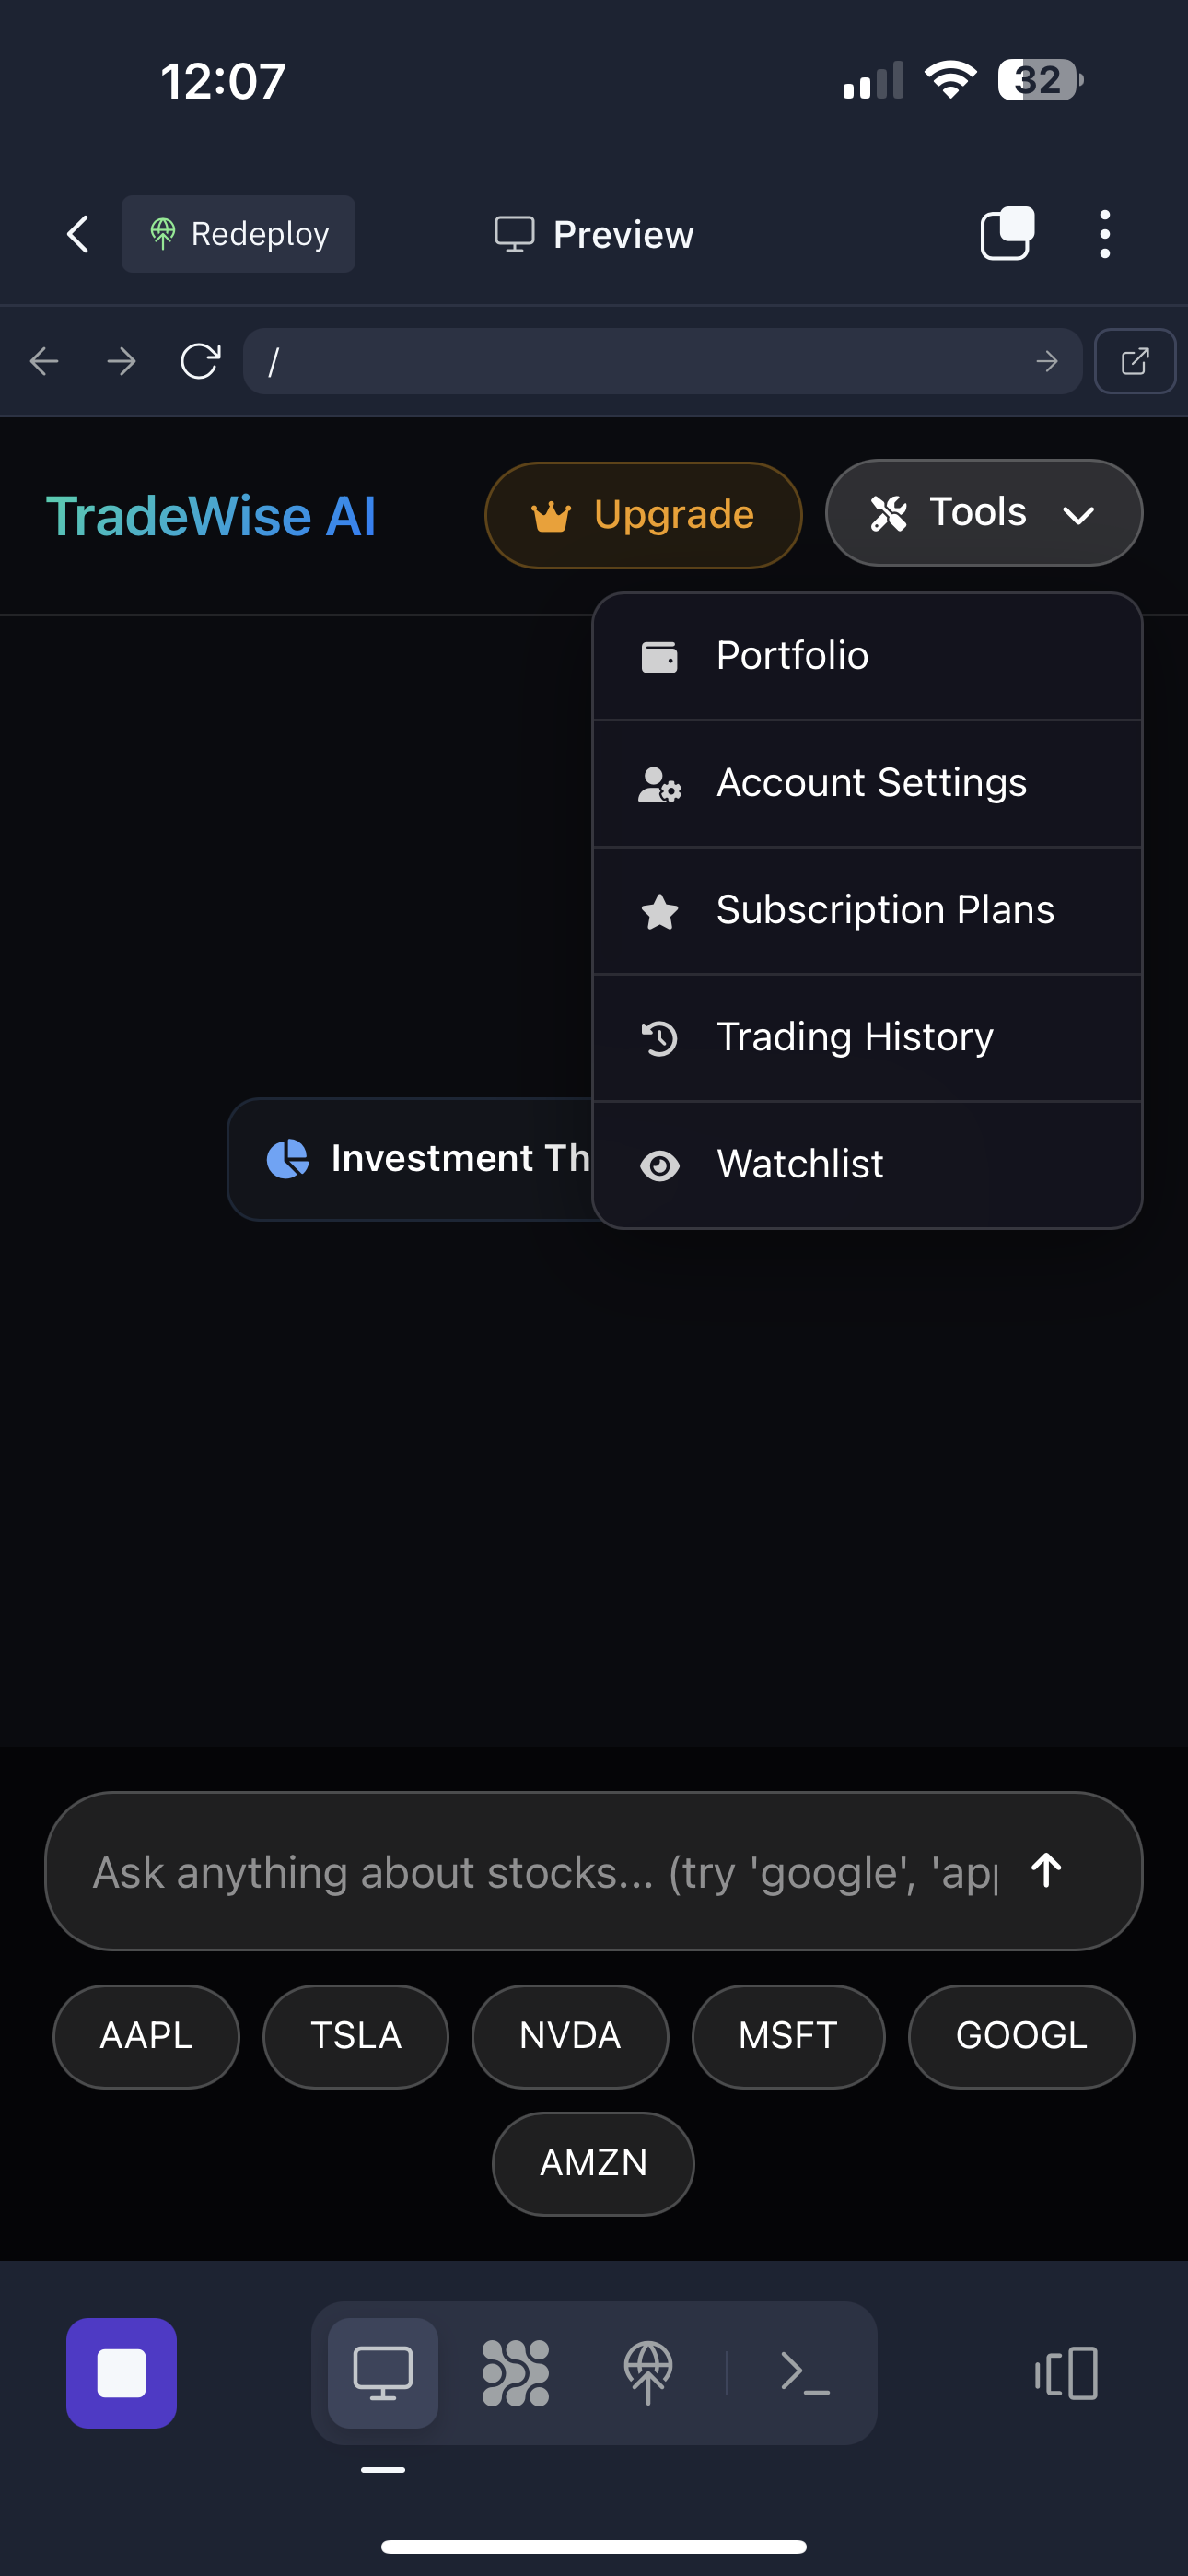 12:07
32
Redeploy
Preview
/
TradeWise AI
Upgrade
Tools
Portfolio
Account Settings
Subscription Plans
Trading History
Investment Th
Watchlist
Ask anything about stocks... (try 'google', 'app
AAPL
TSLA
NVDA
MSFT
GOOGL
AMZN